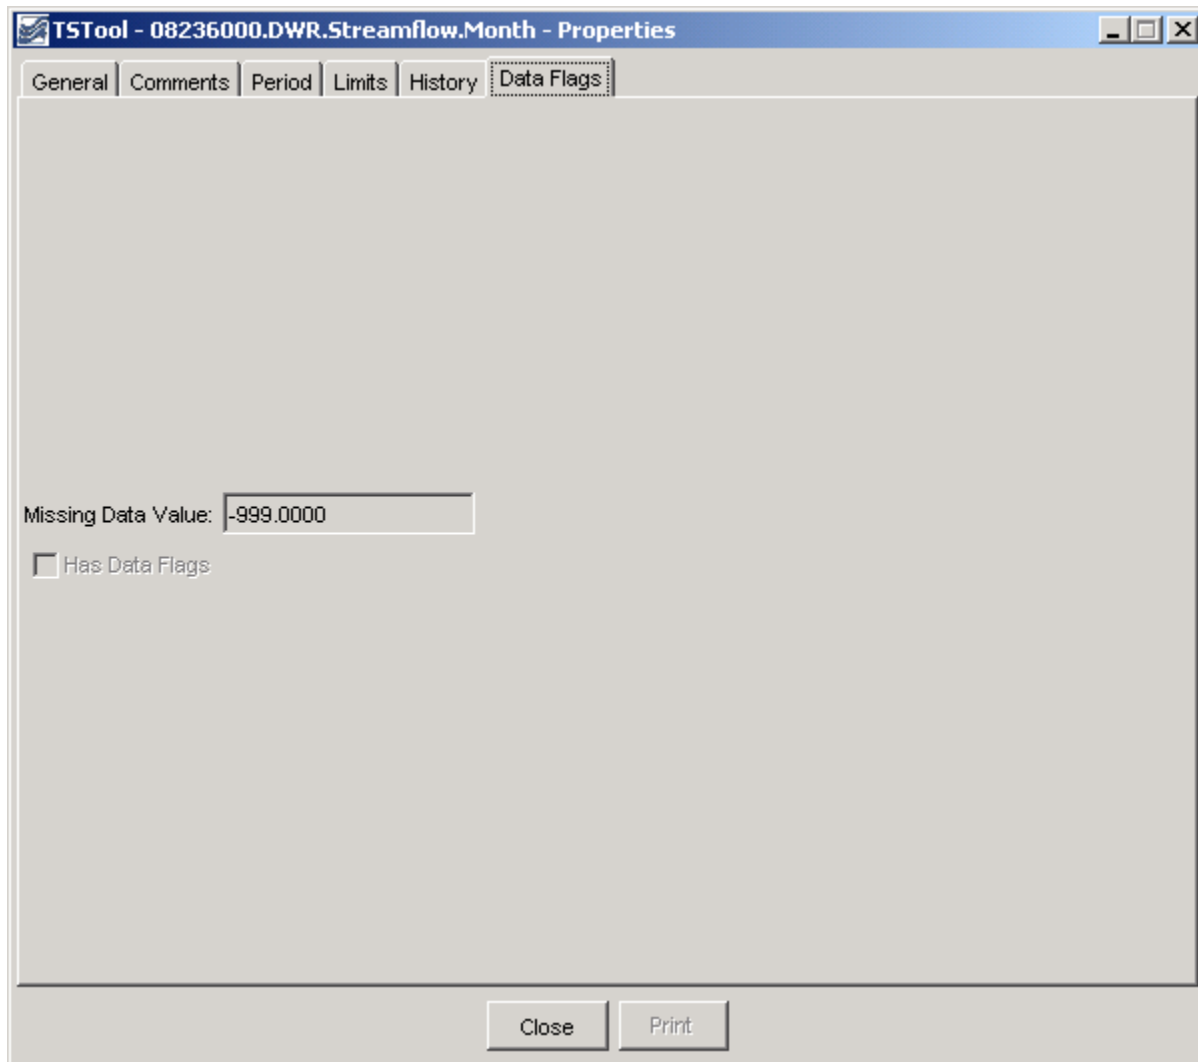 TSTool - 08236000.DWR.Streamflow.Month - Properties
General Comments Period Limits History Data Flags
Missing Data Value: -999.0000
Has Data Flags
Close Print